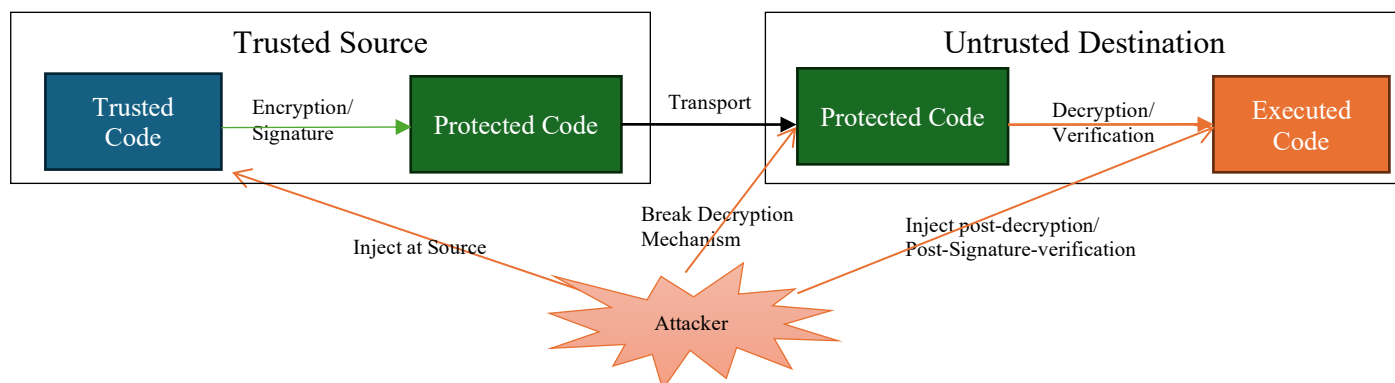 Trusted Source
Untrusted Destination
Trusted
Code
Encryption/
Signature
Protected Code
Transport
Protected Code
Decryption/
Verification
Executed
Code
Inject at Source
Break Decryption
Mechanism
Inject post-decryption/
Post-Signature-verification
Attacker